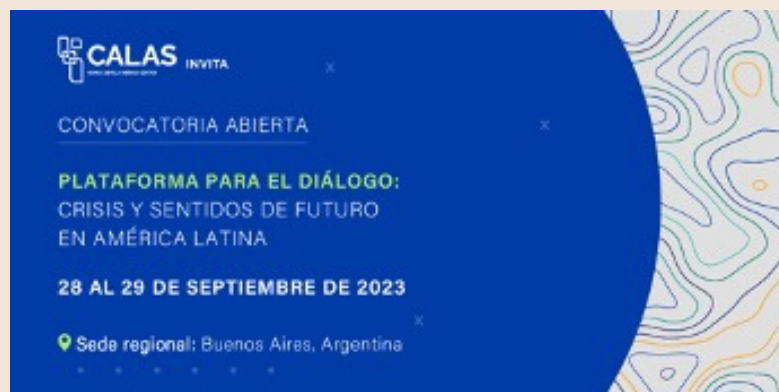 CALAS INVITA
CONVOCATORIA ABIERTA
PLATAFORMA PARA EL DIÁLOGO:
CRISIS Y SENTIDOS DE FUTURO
EN AMÉRICA LATINA
28 AL 29 DE SEPTIEMBRE DE 2023
Sede regional: Buenos Aires, Argentina